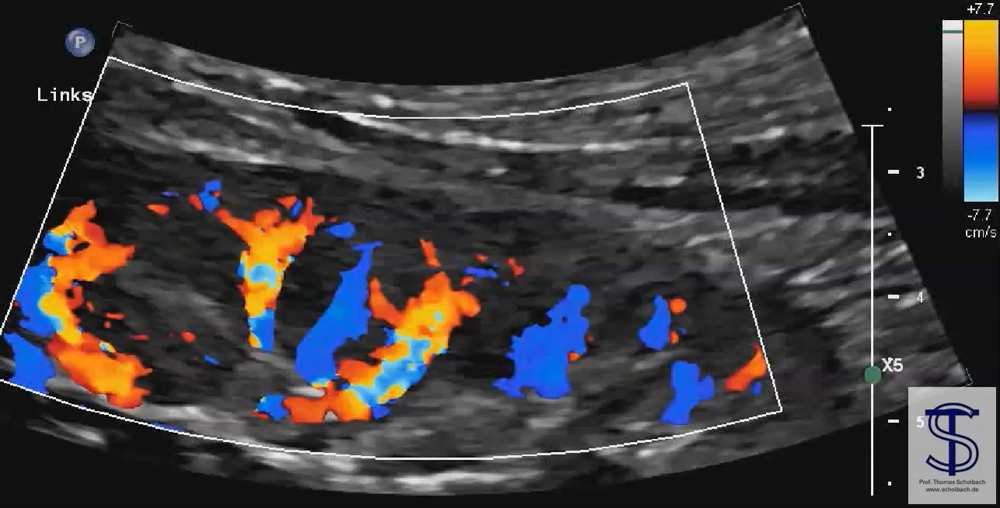 +7.7
P
Links
3
-7.7
cm/s
4
X5
5
TS
Prof. Thomas Scholbach
www.scholbach.de